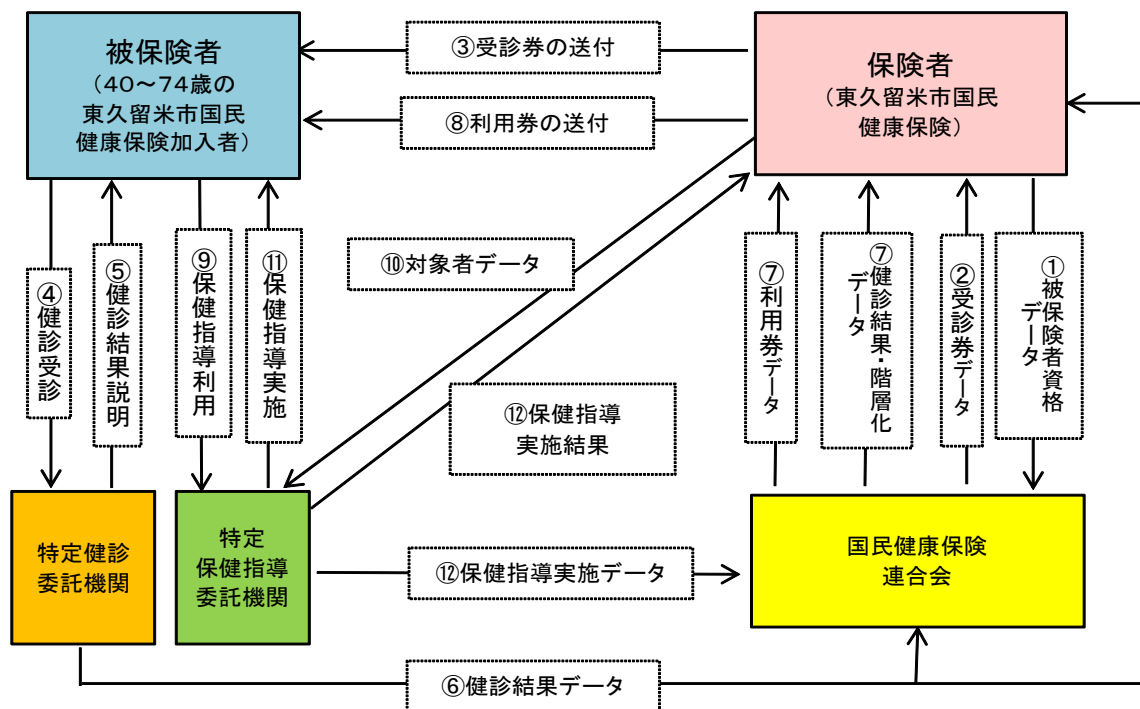 被保険者
（40～74歳の
東久留米市国民
健康保険加入者）
③受診券の送付
⑧利用券の送付
保険者
（東久留米市国民
健康保険）
④健診受診
⑤健診結果説明
⑨保健指導利用
⑪保健指導実施
⑩対象者データ
⑫保健指導
実施結果
⑦利用券データ
⑦健診結果・階層化
データ
②受診券データ
①被保険者資格
データ
特定健診
委託機関
特定
保健指導
委託機関
⑫保健指導実施データ
国民健康保険
連合会
⑥健診結果データ